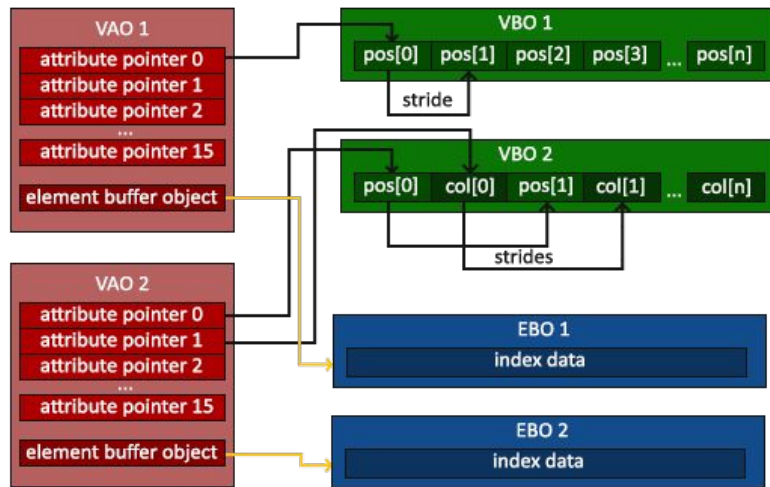 VAO 1
attribute pointer 0
attribute pointer 1
attribute pointer 2
...
attribute pointer 15
element buffer object
VBO 1
pos[0] pos[1] pos[2] pos[3] ... pos[n]
stride
VBO 2
pos[0] col[0] pos[1] col[1] ... col[n]
strides
VAO 2
attribute pointer 0
attribute pointer 1
attribute pointer 2
...
attribute pointer 15
element buffer object
EBO 1
index data
EBO 2
index data